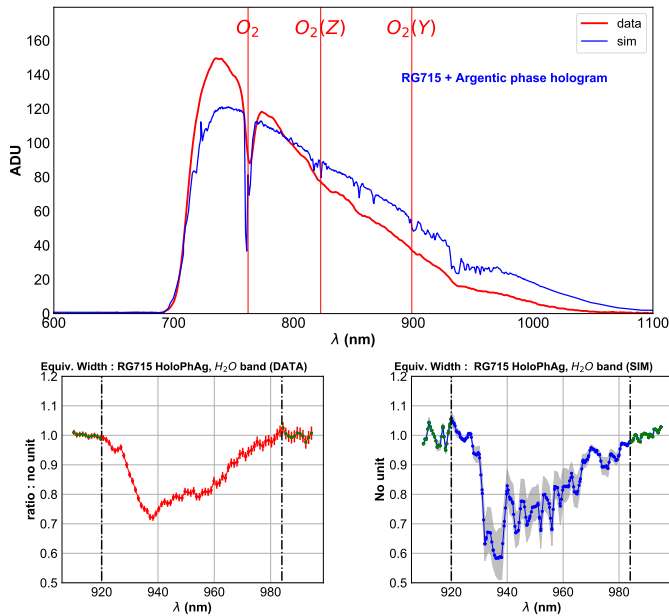 O₂ O₂(Z) O₂(Y)
data
sim
RG715 + Argentic phase hologram
ADU
160
140
120
100
80
60
40
20
0
600 700 800 900 1000 1100
λ (nm)
Equiv. Width : RG715 HoloPhAg, H₂O band (DATA)
ratio : no unit
1.2
1.1
1.0
0.9
0.8
0.7
0.6
0.5
920 940 960 980
λ (nm)
Equiv. Width : RG715 HoloPhAg, H₂O band (SIM)
No unit
1.2
1.1
1.0
0.9
0.8
0.7
0.6
0.5
920 940 960 980
λ (nm)